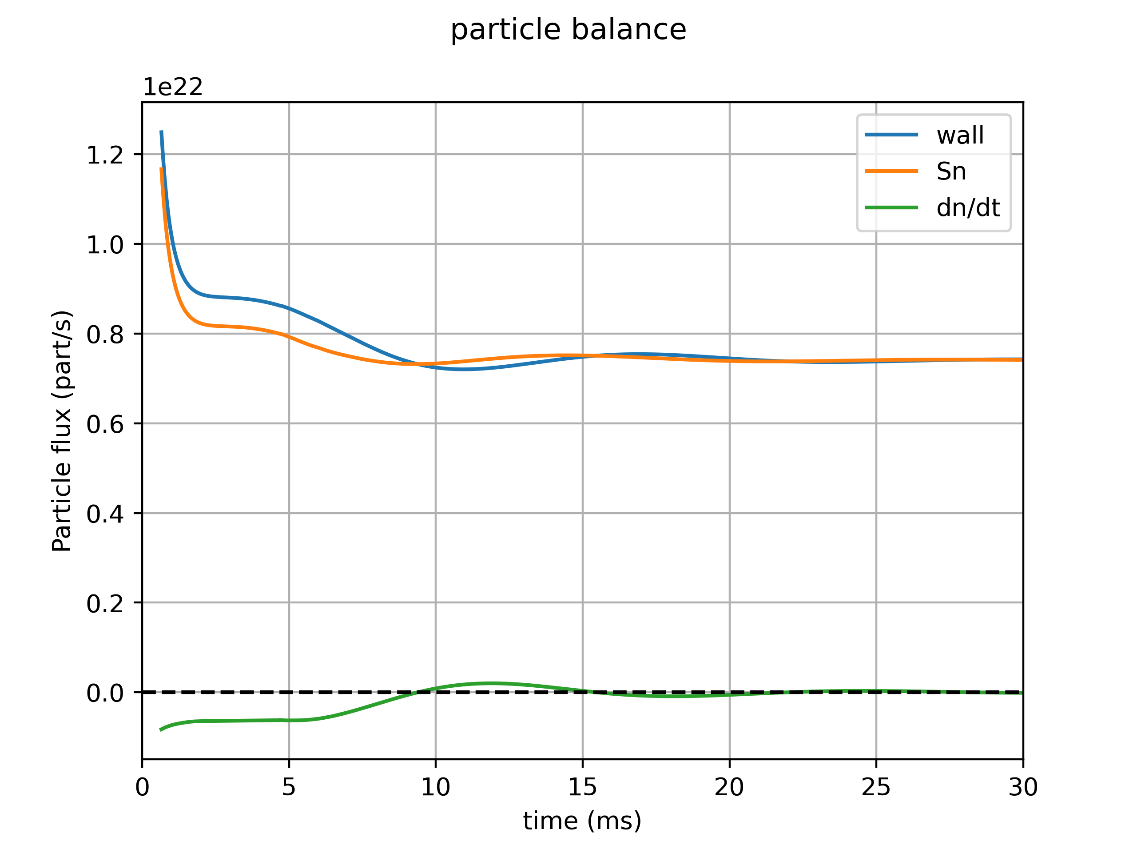 particle balance
1e22
wall
Sn
dn/dt
1.2
1.0
0.8
0.6
0.4
0.2
0.0
Particle flux (part/s)
0 5 10 15 20 25 30
time (ms)